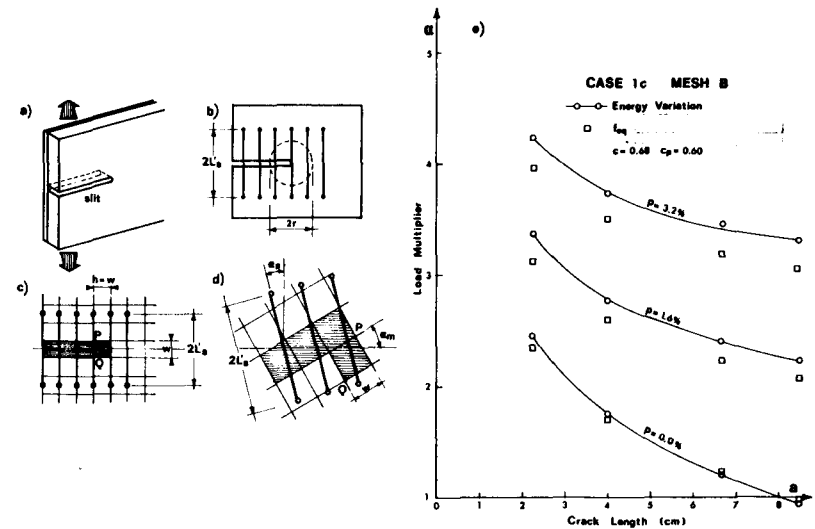 a)
slit
b)
2L's
2r
c)
h=w
P
Q
w
2L's
d)
αs
P
αm
2L's
Q
w
e)
α
5
4
3
2
1
Load Multiplier
CASE 1c MESH B
Energy Variation
feq
c=0.68 cp=0.60
p=3.2%
p=1.6%
p=0.0%
a
0 1 2 3 4 5 6 7 8
Crack Length (cm)